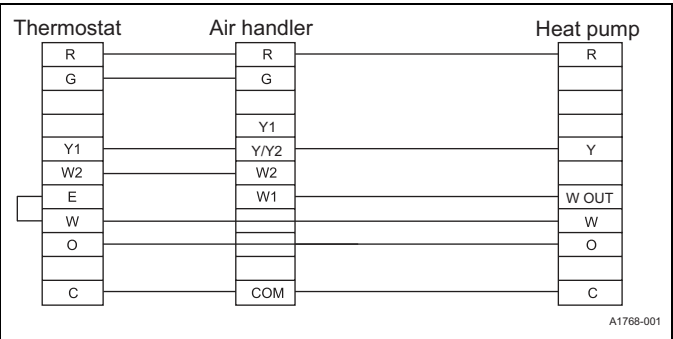 Thermostat Air handler Heat pump
R R R
G G
Y1
Y1 Y/Y2 Y
W2 W2
E W1 W OUT
W W
O O
C COM C
A1768-001